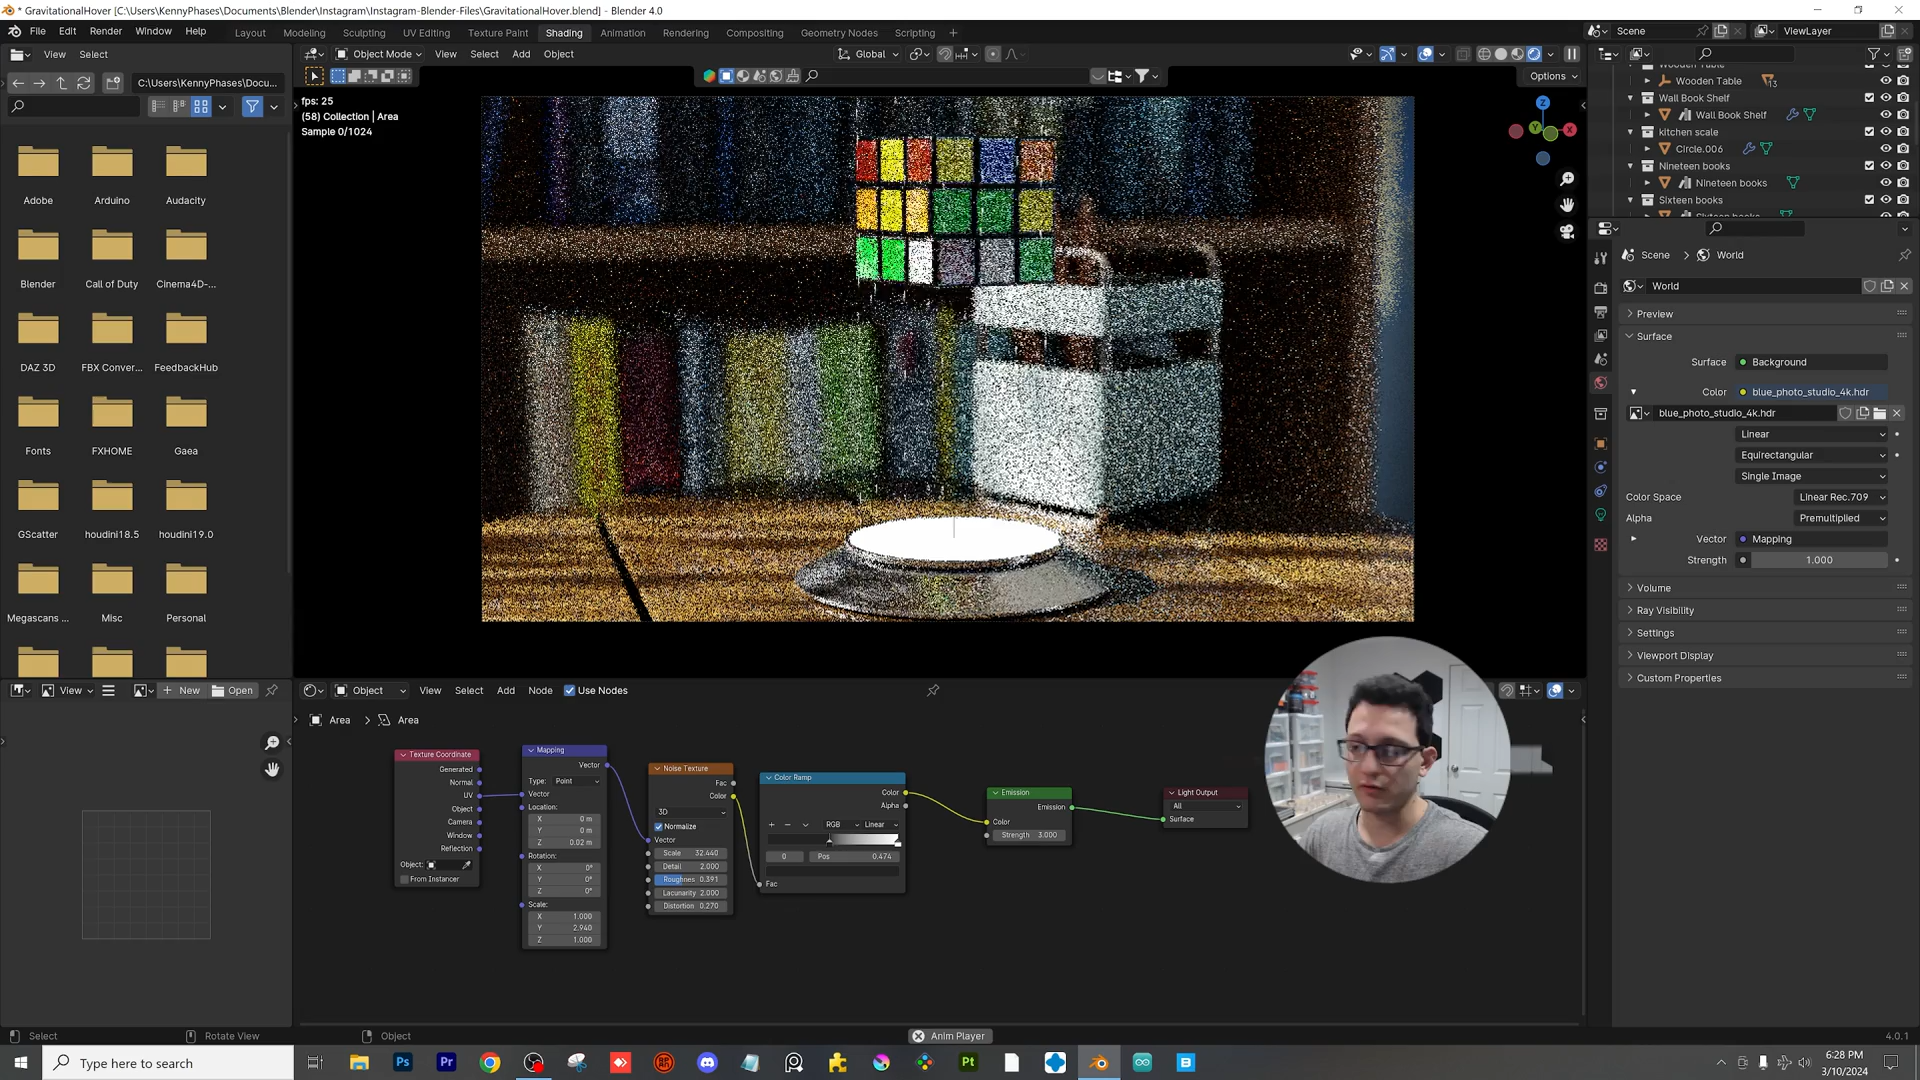 * GravitationalHover [C:\Users\KennyPhases\Documents\Blender\Instagram\Instagram-Blender-Files\GravitationalHover.blend] - Blender 4.0
File Edit Render Window Help
Layout Modeling Sculpting UV Editing Texture Paint Shading Animation Rendering Compositing Geometry Nodes Scripting +
Scene ViewLayer
View Select
Object Mode View Select Add Object
Global
C:\Users\KennyPhases\Docu...
Options
fps: 25
(58) Collection | Area
Sample 0/1024
Z
Y
X
Adobe Arduino Audacity
Blender Call of Duty Cinema4D-...
DAZ 3D FBX Conver... FeedbackHub
Fonts FXHOME Gaea
GScatter houdini18.5 houdini19.0
Megascans ... Misc Personal
Wooden Table
Wooden Table 13
Wall Book Shelf
Wall Book Shelf
kitchen scale
Circle.006
Nineteen books
Nineteen books
Sixteen books
Sixteen books
Scene > World
World
Preview
Surface
Surface Background
Color blue_photo_studio_4k.hdr
blue_photo_studio_4k.hdr
Linear
Equirectangular
Single Image
Color Space Linear Rec.709
Alpha Premultiplied
Vector Mapping
Strength 1.000
Volume
Ray Visibility
Settings
Viewport Display
Custom Properties
View + New Open
Object View Select Add Node Use Nodes
Area > Area
Texture Coordinate
Generated
Normal
UV
Object
Camera
Window
Reflection
Object:
From Instancer
Mapping
Vector
Type: Point
Vector
Location:
X 0 m
Y 0 m
Z 0.02 m
Rotation:
X 0°
Y 0°
Z 0°
Scale:
X 1.000
Y 2.940
Z 1.000
Noise Texture
Fac
Color
3D
Normalize
Vector
Scale 32.440
Detail 2.000
Roughnes 0.391
Lacunarity 2.000
Distortion 0.270
Color Ramp
Color
Alpha
RGB Linear
0 Pos 0.474
Fac
Emission
Emission
Color
Strength 3.000
Light Output
All
Surface
Select Rotate View Object Anim Player 4.0.1
Type here to search
6:28 PM
3/10/2024